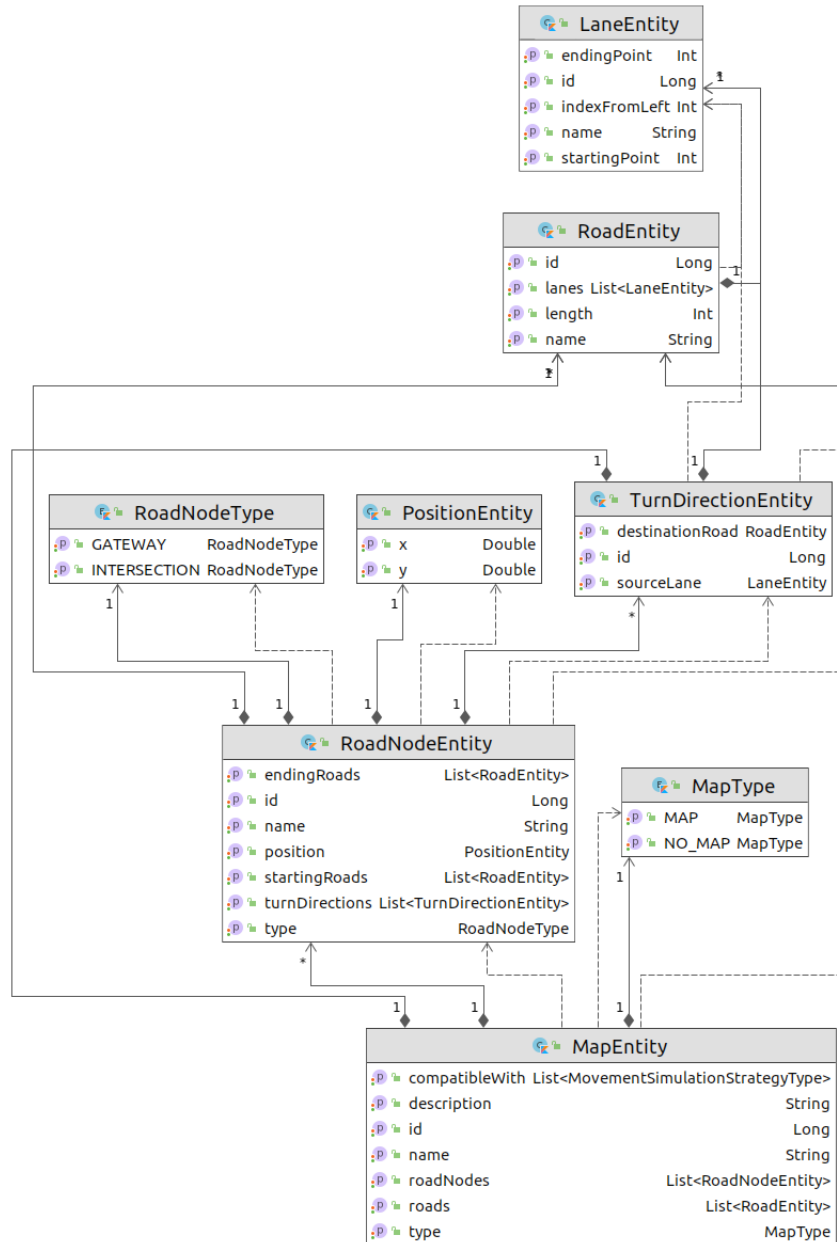 LaneEntity
endingPoint Int
id Long
indexFromLeft Int
name String
startingPoint Int
1
RoadEntity
id Long
lanes List<LaneEntity>
length Int
name String
1
1
1
TurnDirectionEntity
destinationRoad RoadEntity
id Long
sourceLane LaneEntity
RoadNodeType
GATEWAY RoadNodeType
INTERSECTION RoadNodeType
PositionEntity
x Double
y Double
1
1
*
1
1
1
1
RoadNodeEntity
endingRoads List<RoadEntity>
id Long
name String
position PositionEntity
startingRoads List<RoadEntity>
turnDirections List<TurnDirectionEntity>
type RoadNodeType
MapType
MAP MapType
NO_MAP MapType
1
*
1
1
1
MapEntity
compatibleWith List<MovementSimulationStrategyType>
description String
id Long
name String
roadNodes List<RoadNodeEntity>
roads List<RoadEntity>
type MapType